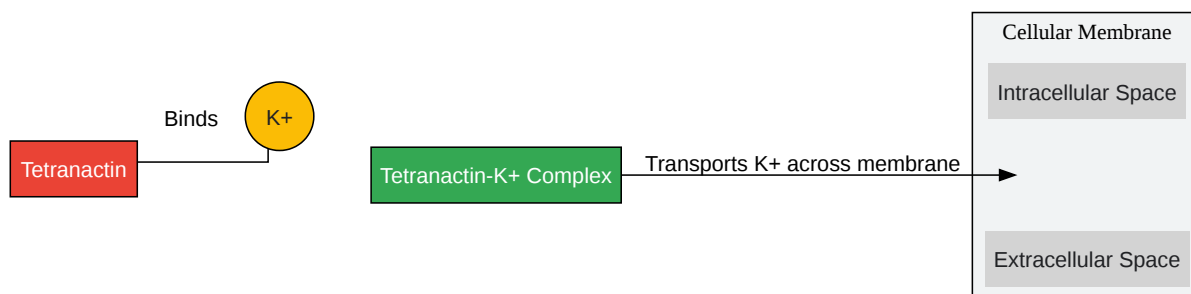 Cellular Membrane
Intracellular Space
Binds
K+
Tetranactin
Tetranactin-K+ Complex
Transports K+ across membrane
Extracellular Space